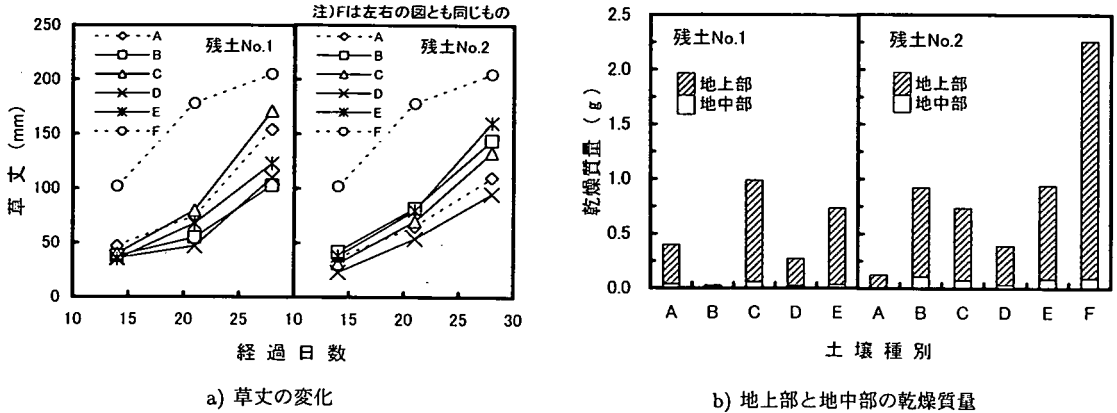 注)Fは左右の図とも同じもの
250
200
150
100
50
0
草丈 (mm)
残土No.1
A
B
C
D
E
F
残土No.2
A
B
C
D
E
F
10 15 20 25 10 15 20 25 30
経過日数
a) 草丈の変化
2.5
2.0
1.5
1.0
0.5
0.0
乾燥質量 (g)
残土No.1
地上部
地中部
残土No.2
地上部
地中部
A B C D E A B C D E F
土壌種別
b) 地上部と地中部の乾燥質量